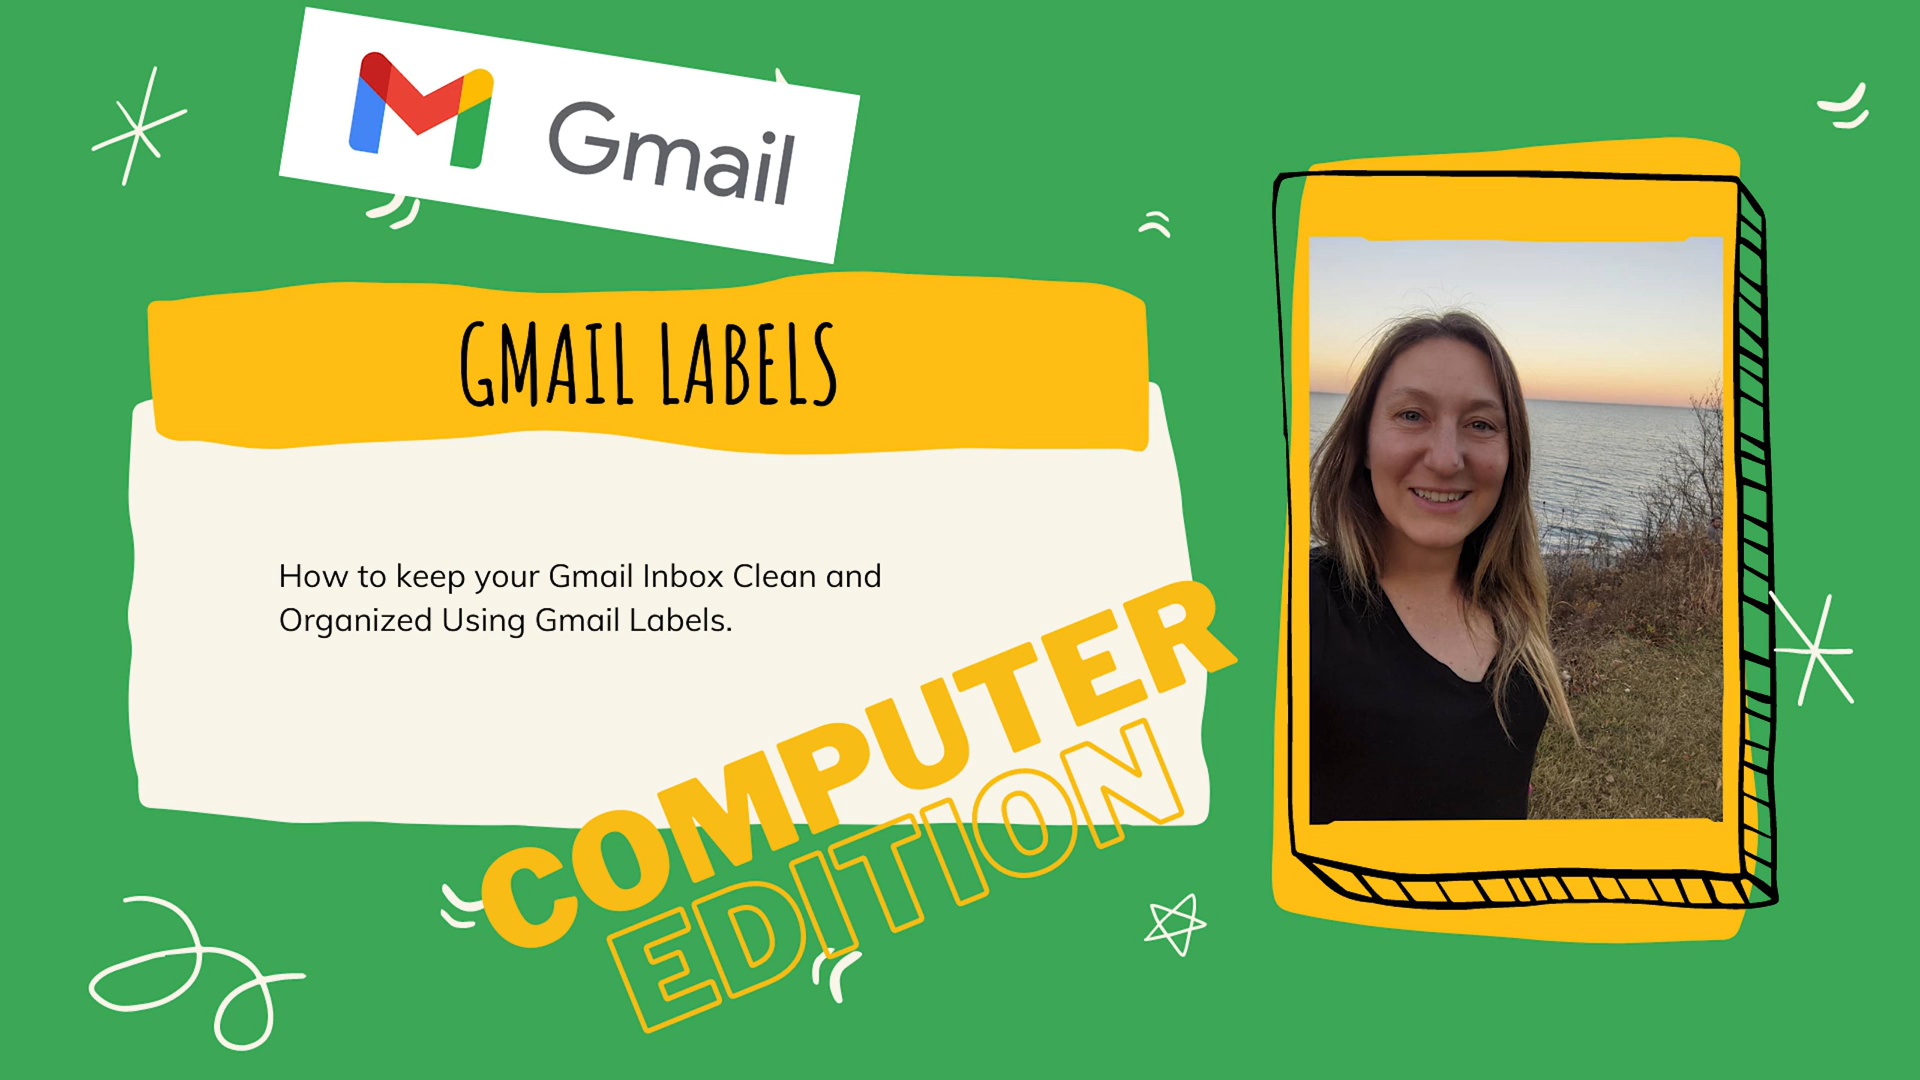 Gmail
GMAIL LABELS
How to keep your Gmail Inbox Clean and
Organized Using Gmail Labels.
COMPUTER
EDITION